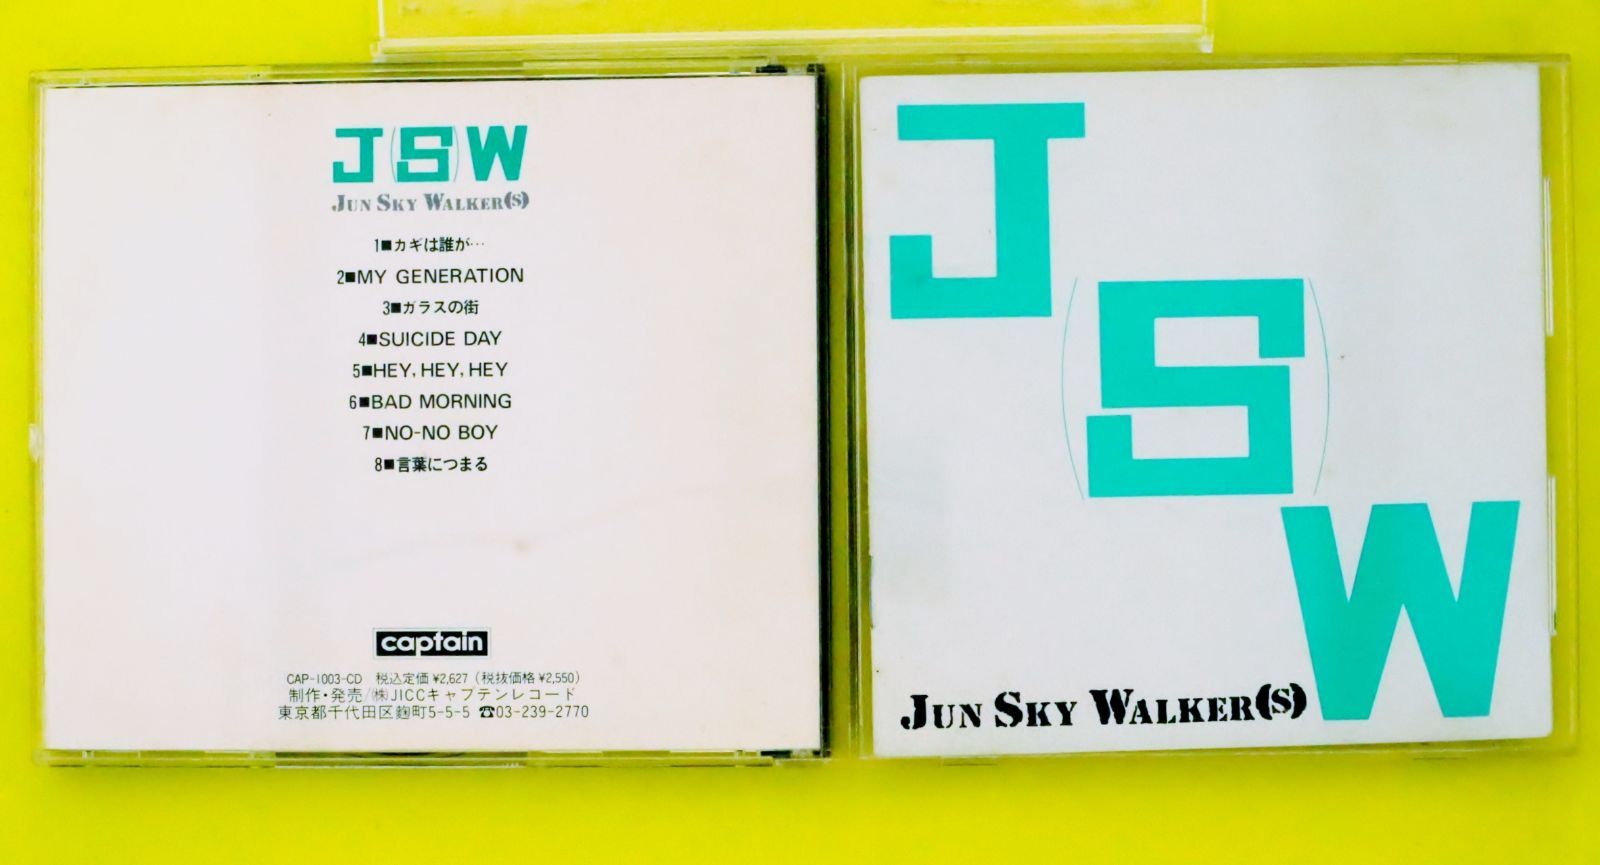 J(S)W
JUN SKY WALKER(S)
1■カギは誰が…
2■MY GENERATION
3■ガラスの街
4■SUICIDE DAY
5■HEY, HEY, HEY
6■BAD MORNING
7■NO-NO BOY
8■言葉につまる
captain
CAP-1003-CD 税込定価¥2,627（税抜価格¥2,550）
制作・発売/㈱JICCキャプテンレコード
東京都千代田区麴町5-5-5 ☎03-239-2770
J
(S)
W
JUN SKY WALKER(S)